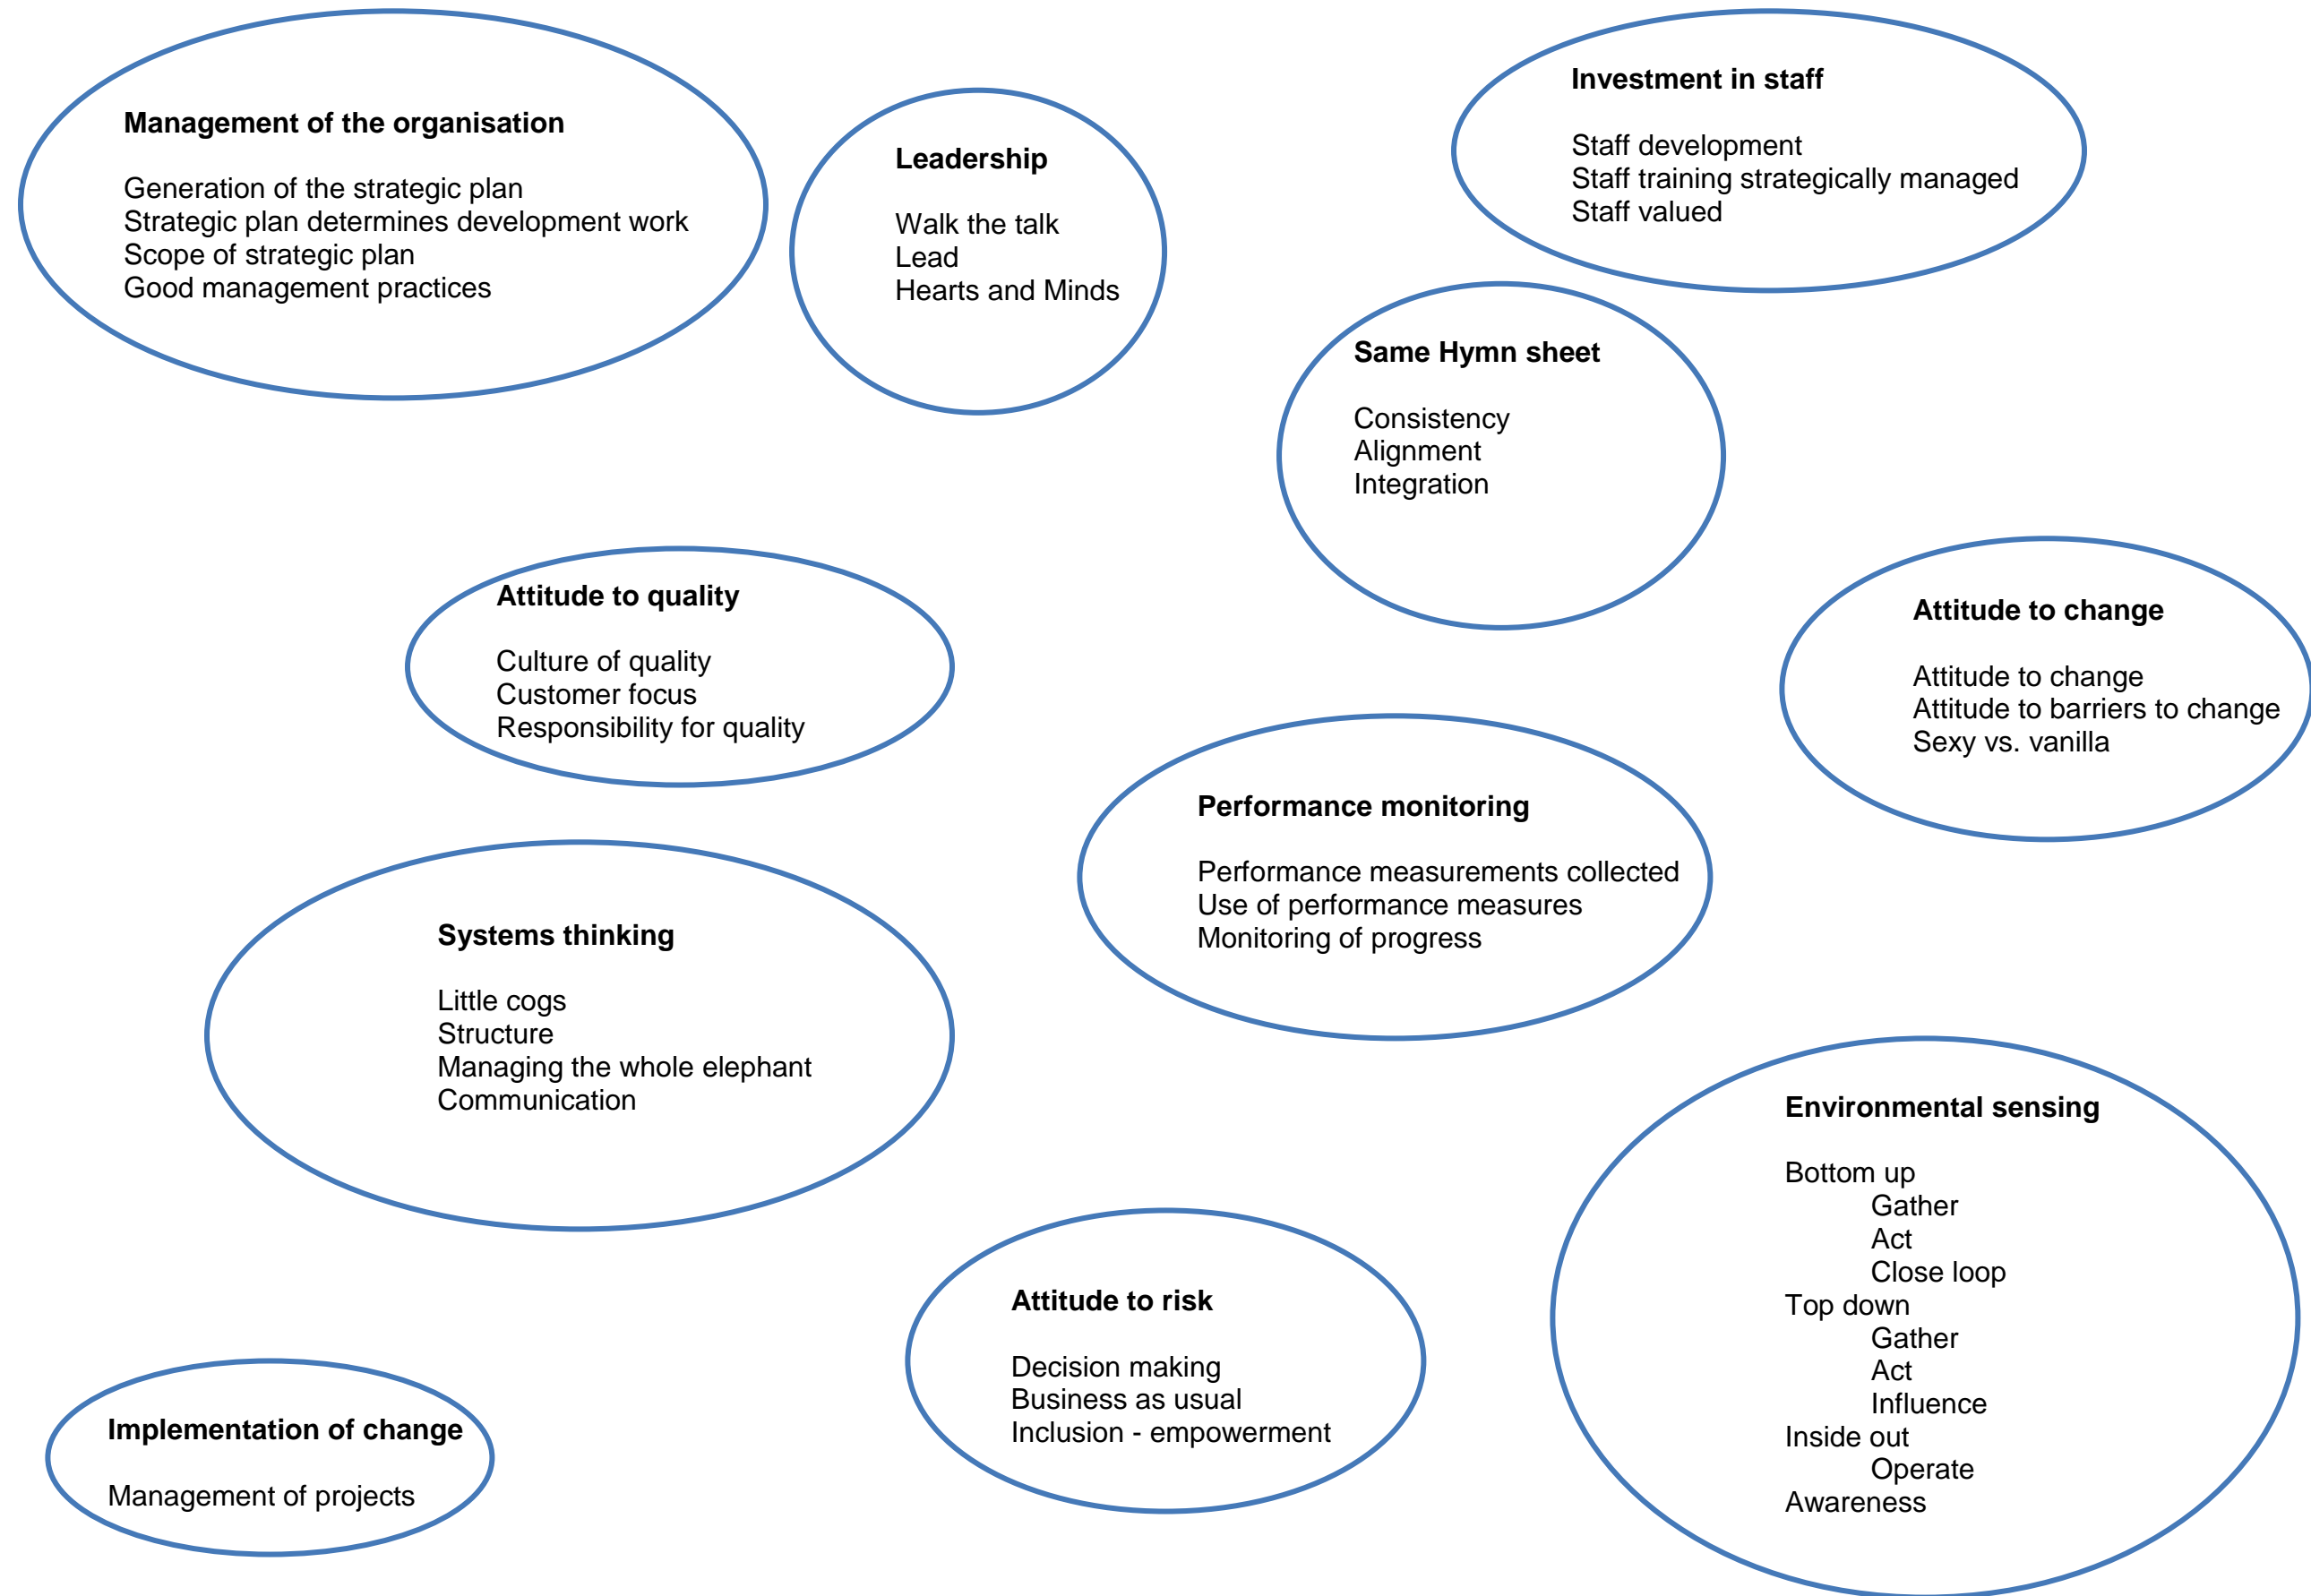 Management of the organisation
Generation of the strategic plan
Strategic plan determines development work
Scope of strategic plan
Good management practices
Leadership
Walk the talk
Lead
Hearts and Minds
Investment in staff
Staff development
Staff training strategically managed
Staff valued
Same Hymn sheet
Consistency
Alignment
Integration
Attitude to quality
Culture of quality
Customer focus
Responsibility for quality
Attitude to change
Attitude to change
Attitude to barriers to change
Sexy vs. vanilla
Performance monitoring
Performance measurements collected
Use of performance measures
Monitoring of progress
Systems thinking
Little cogs
Structure
Managing the whole elephant
Communication
Environmental sensing
Bottom up
Gather
Act
Close loop
Top down
Gather
Act
Influence
Inside out
Operate
Awareness
Attitude to risk
Decision making
Business as usual
Inclusion - empowerment
Implementation of change
Management of projects